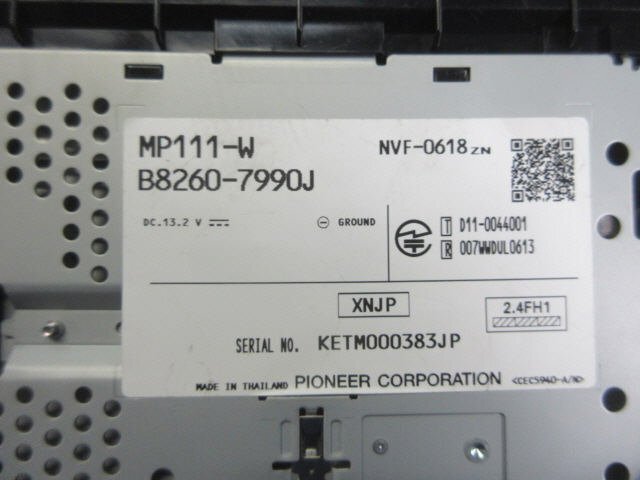 MP111-W
NVF-0618ZN
B8260-7990J
DC.13.2 V
GROUND
T D11-0044001
R 007WWDUL0613
XNJP
2.4FH1
SERIAL NO. KETM000383JP
MADE IN THAILAND PIONEER CORPORATION <CEC5940-A/N>